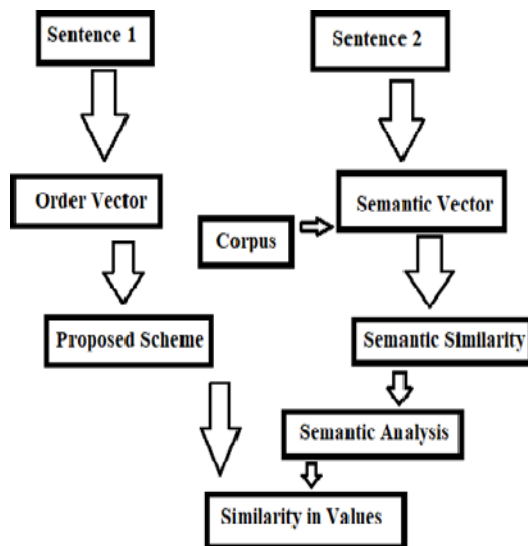 Sentence 1
Sentence 2
Order Vector
Semantic Vector
Corpus
Proposed Scheme
Semantic Similarity
Semantic Analysis
Similarity in Values